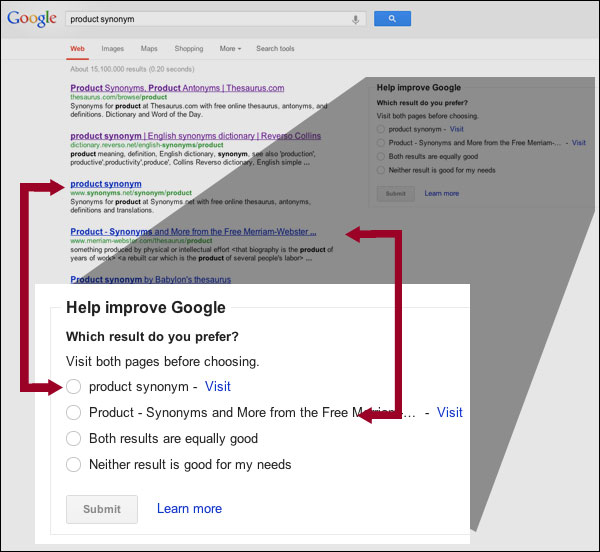 Google
product synonym
Web Images Maps Shopping More Search tools
About 15,100,000 results (0.20 seconds)
Product Synonyms, Product Antonyms | Thesaurus.com
thesaurus.com/browse/product
Synonyms for product at Thesaurus.com with free online thesaurus, antonyms, and
definitions. Dictionary and Word of the Day.
product synonym | English synonyms dictionary | Reverso Collins
dictionary.reverso.net/english-synonyms/product
product meaning, definition, English dictionary, synonym, see also 'production',
productive',productivity',produce', Collins Reverso dictionary, English simple ...
product synonym
www.synonyms.net/synonym/product
Synonyms for product at Synonyms.net with free online thesaurus, antonyms,
definitions and translations.
Product - Synonyms and More from the Free Merriam-Webster ...
www.merriam-webster.com/thesaurus/product
something produced by physical or intellectual effort <that biography is the product of
years of work> <a rebuilt car which is the product of several people's labor> ...
Product synonym by Babylon's thesaurus
Help improve Google
Which result do you prefer?
Visit both pages before choosing.
product synonym - Visit
Product - Synonyms and More from the Free Merriam-... - Visit
Both results are equally good
Neither result is good for my needs
Submit Learn more
Help improve Google
Which result do you prefer?
Visit both pages before choosing.
product synonym - Visit
Product - Synonyms and More from the Free Merriam-... - Visit
Both results are equally good
Neither result is good for my needs
Submit Learn more